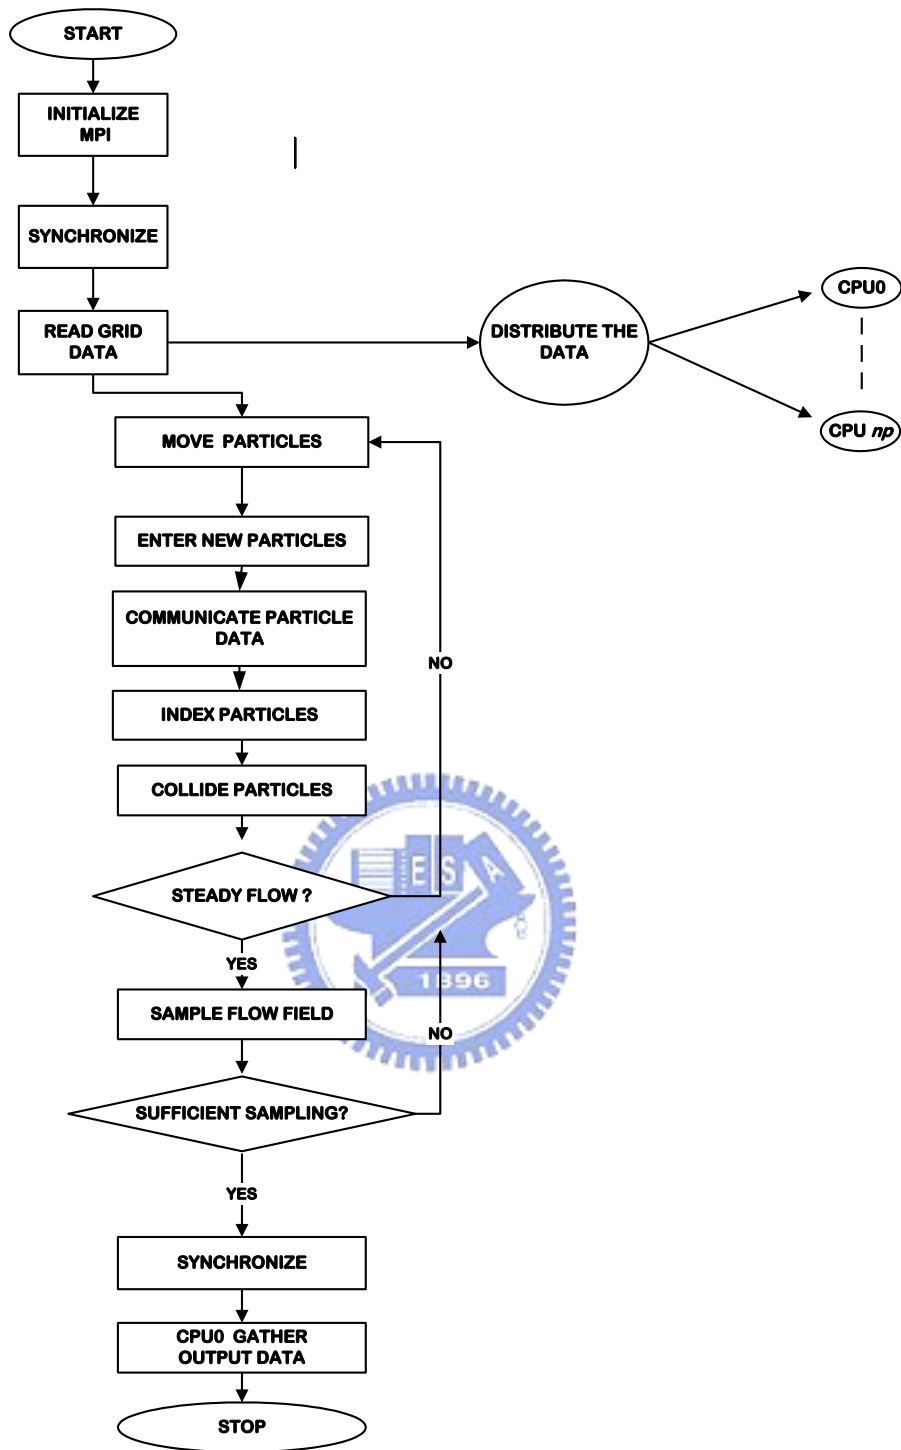 START
INITIALIZE
MPI
SYNCHRONIZE
READ GRID
DATA
DISTRIBUTE THE
DATA
CPU0
CPU np
MOVE PARTICLES
ENTER NEW PARTICLES
COMMUNICATE PARTICLE
DATA
NO
INDEX PARTICLES
COLLIDE PARTICLES
E S A
STEADY FLOW ?
YES
1896
SAMPLE FLOW FIELD
NO
SUFFICIENT SAMPLING?
YES
SYNCHRONIZE
CPU0 GATHER
OUTPUT DATA
STOP